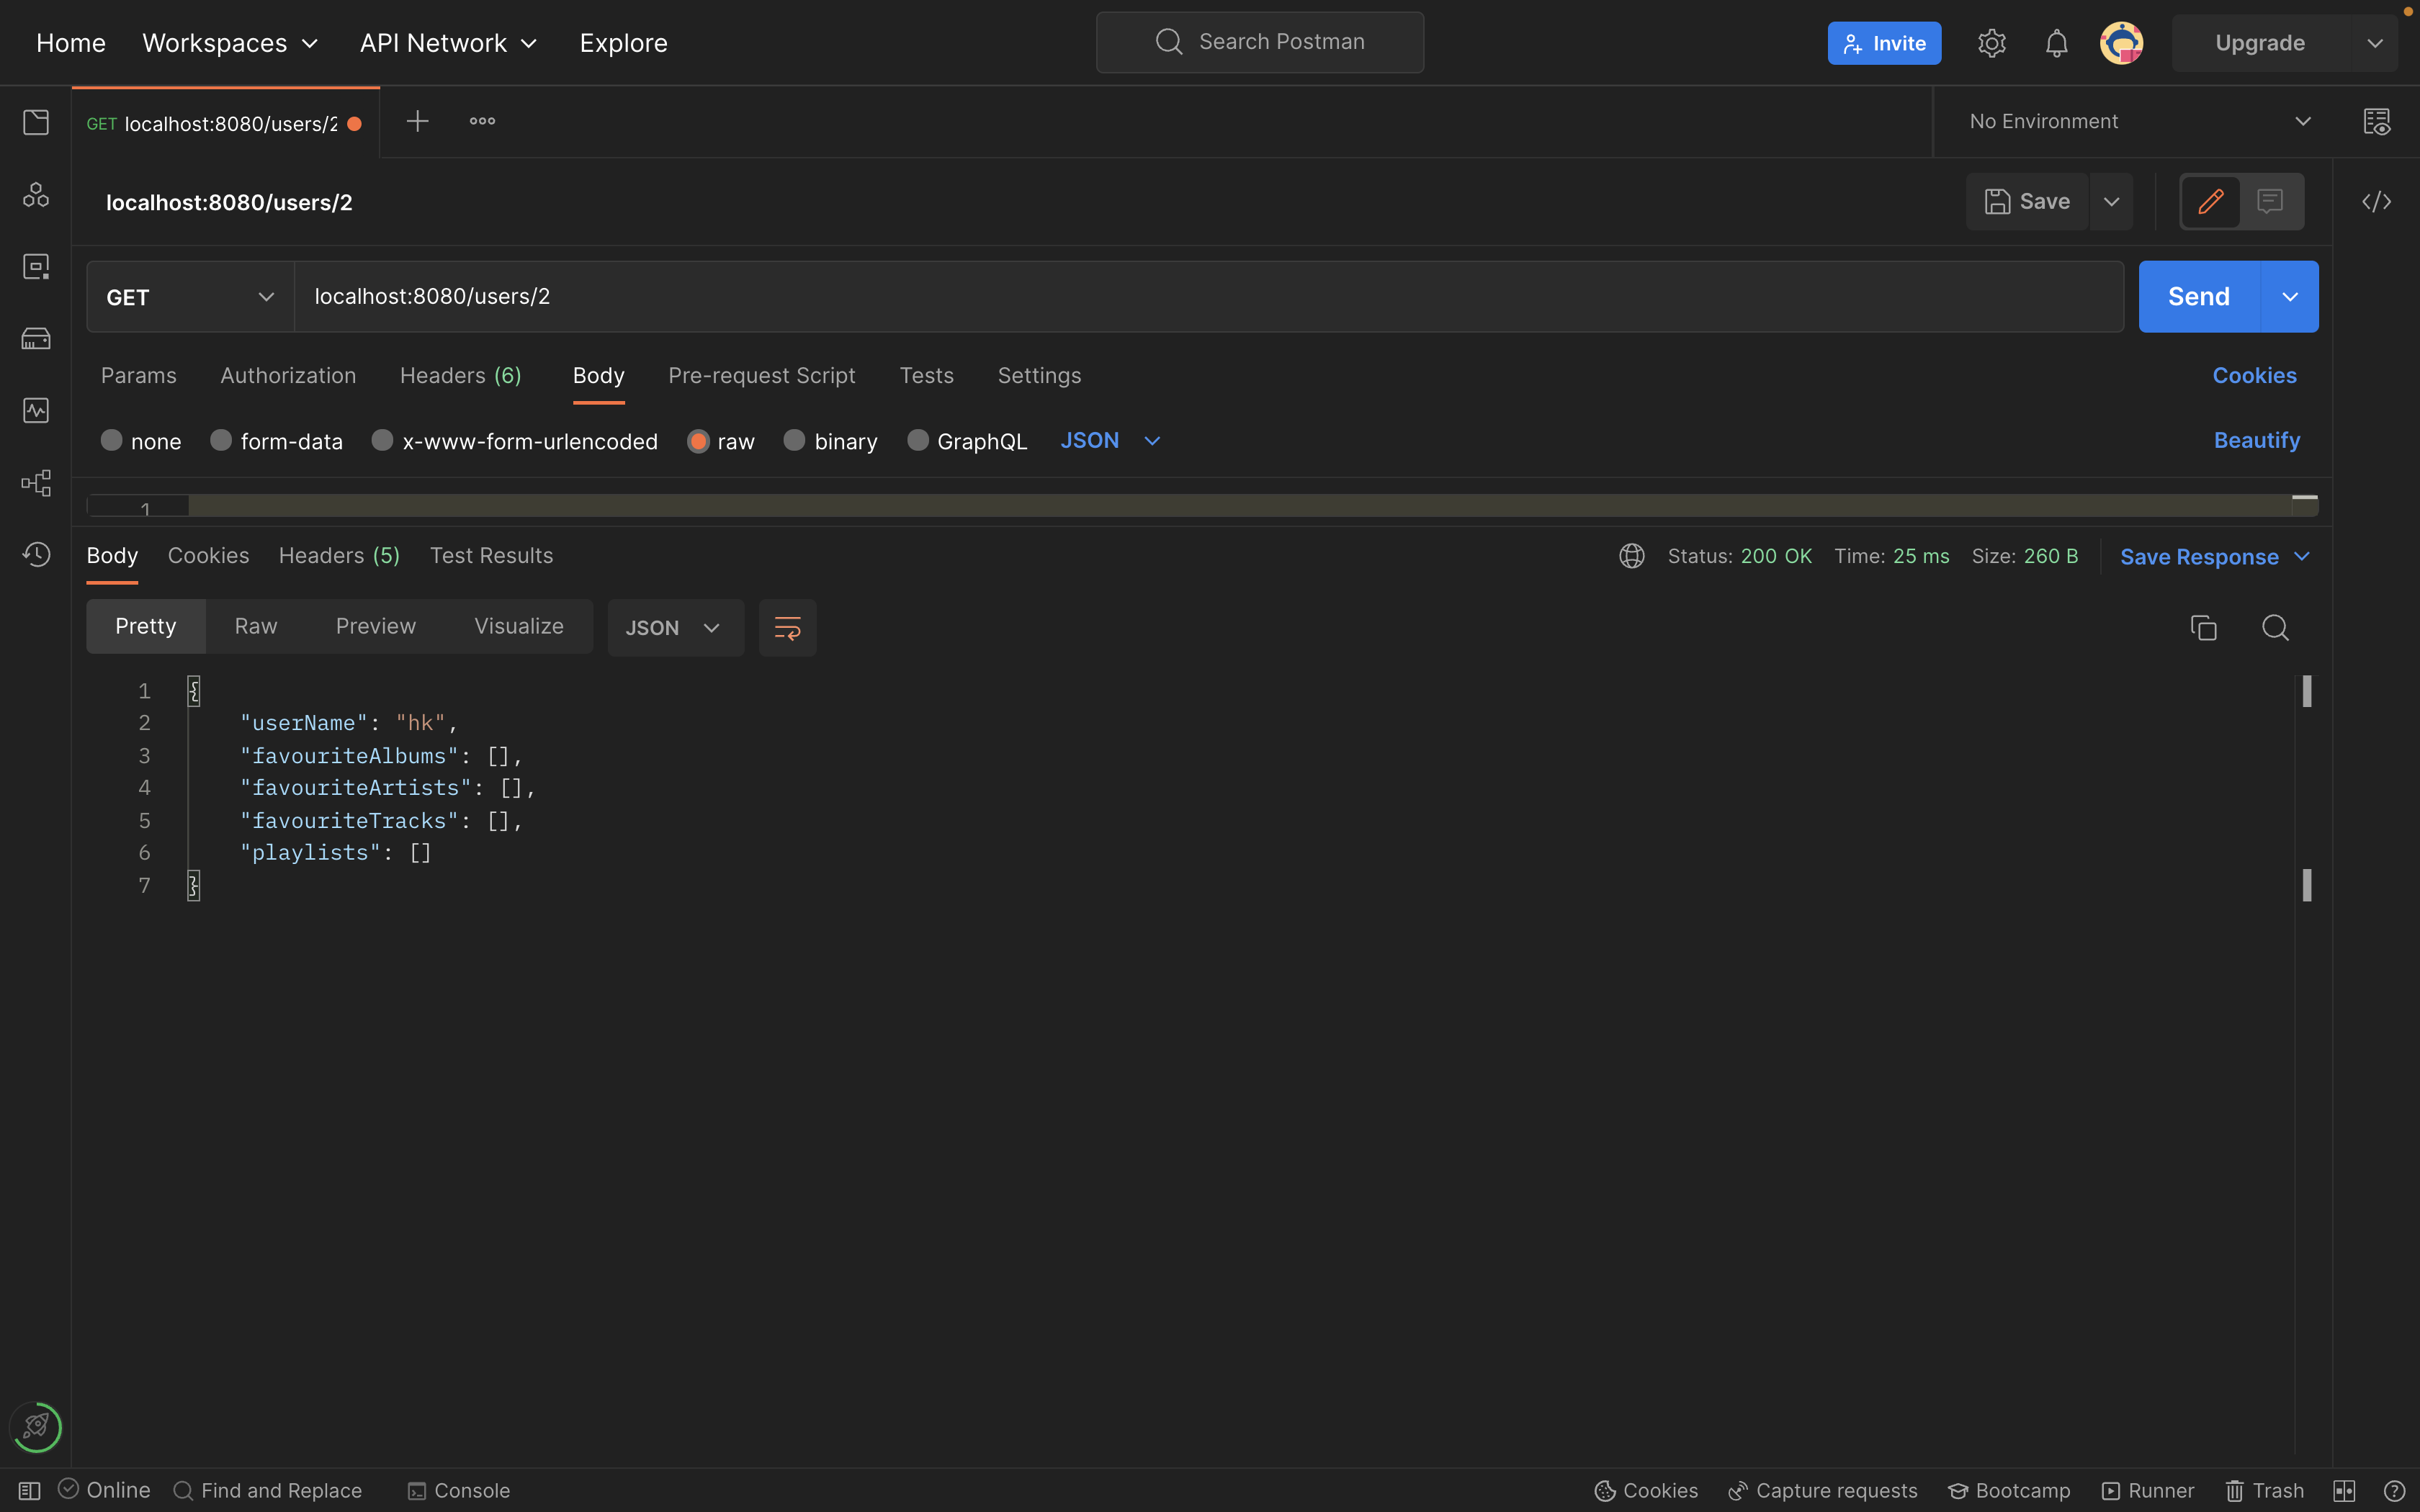 Home Workspaces API Network Explore Search Postman Invite Upgrade
GET localhost:8080/users/2 No Environment
localhost:8080/users/2 Save
GET localhost:8080/users/2 Send
Params Authorization Headers (6) Body Pre-request Script Tests Settings Cookies
none form-data x-www-form-urlencoded raw binary GraphQL JSON Beautify
1
Body Cookies Headers (5) Test Results Status: 200 OK Time: 25 ms Size: 260 B Save Response
Pretty Raw Preview Visualize JSON
1 {
2 "userName": "hk",
3 "favouriteAlbums": [],
4 "favouriteArtists": [],
5 "favouriteTracks": [],
6 "playlists": []
7 }
Online Find and Replace Console Cookies Capture requests Bootcamp Runner Trash